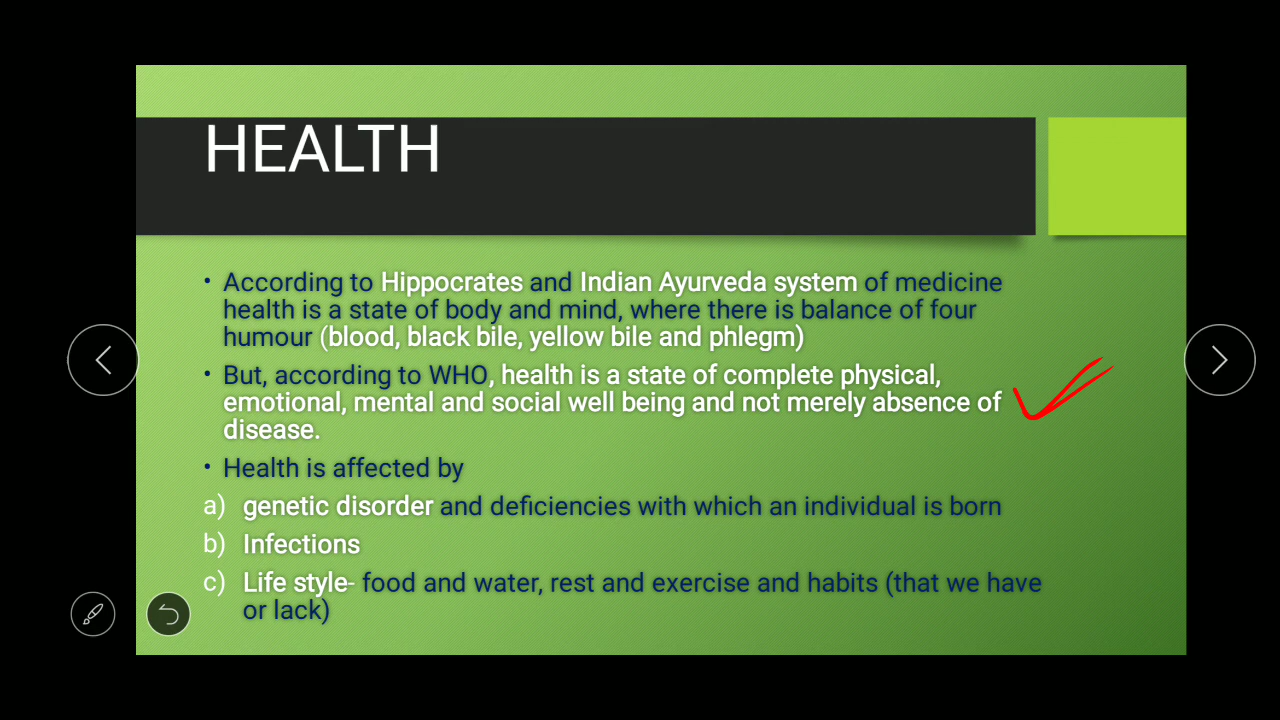 HEALTH
• According to Hippocrates and Indian Ayurveda system of medicine
health is a state of body and mind, where there is balance of four
humour (blood, black bile, yellow bile and phlegm)
• But, according to WHO, health is a state of complete physical,
emotional, mental and social well being and not merely absence of
disease.
• Health is affected by
a) genetic disorder and deficiencies with which an individual is born
b) Infections
c) Life style- food and water, rest and exercise and habits (that we have
or lack)